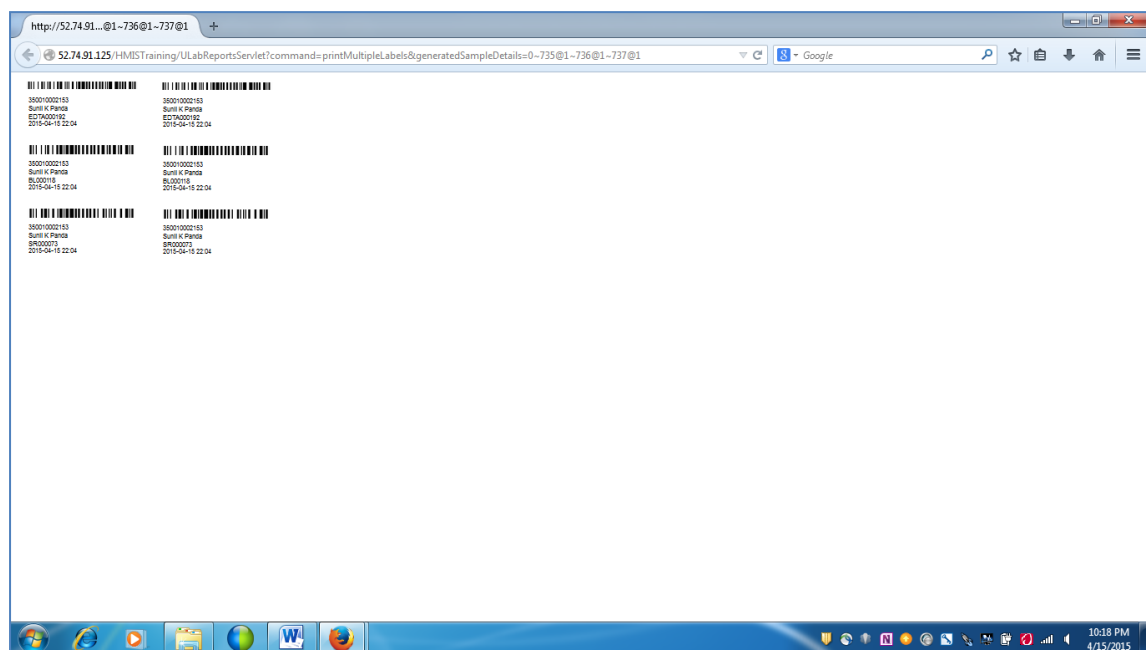 http://52.74.91...@1~736@1~737@1
52.74.91.125/HMISTraining/ULabReportsServlet?command=printMultipleLabels&generatedSampleDetails=0~735@1~736@1~737@1
Google
350010002153
Sunil K Panda
EDTA000192
2015-04-15 22:04
350010002153
Sunil K Panda
EDTA000192
2015-04-15 22:04
350010002153
Sunil K Panda
BL000118
2015-04-15 22:04
350010002153
Sunil K Panda
BL000118
2015-04-15 22:04
350010002153
Sunil K Panda
SR000073
2015-04-15 22:04
350010002153
Sunil K Panda
SR000073
2015-04-15 22:04
10:18 PM
4/15/2015